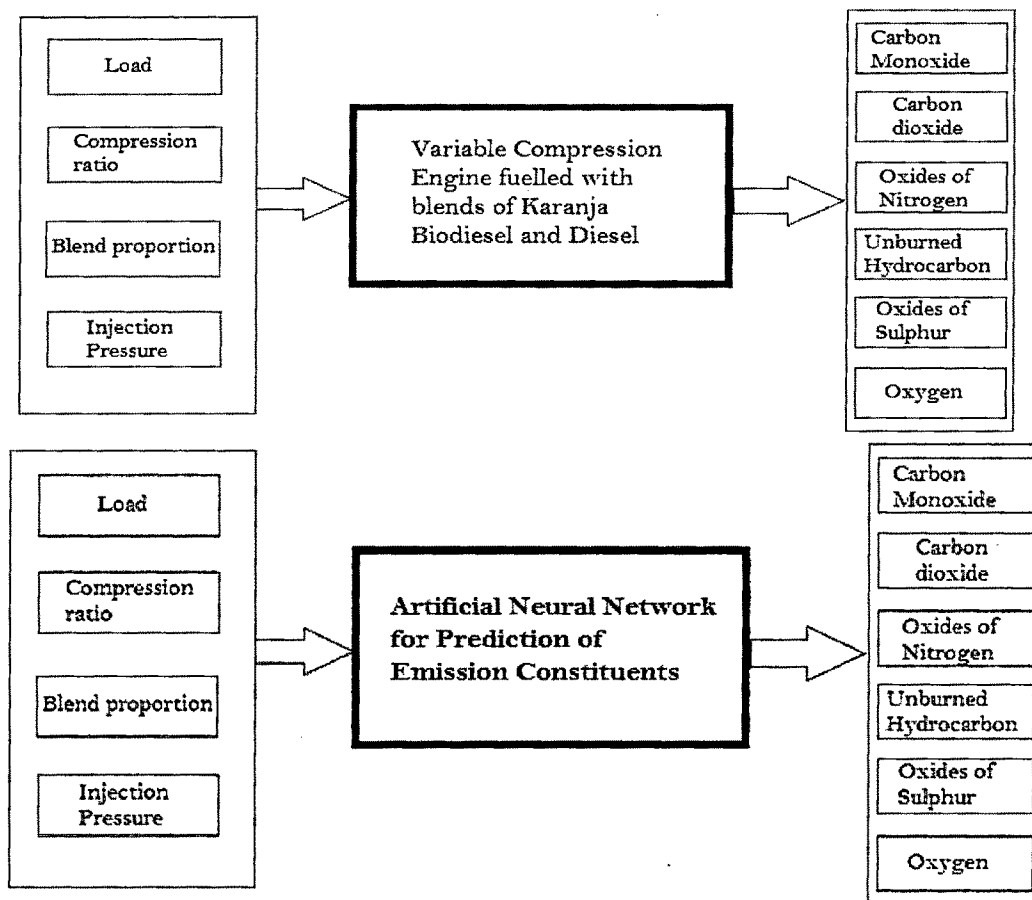 Load
Compression
ratio
Blend proportion
Injection
Pressure
Variable Compression
Engine fuelled with
blends of Karanja
Biodiesel and Diesel
Carbon
Monoxide
Carbon
dioxide
Oxides of
Nitrogen
Unburned
Hydrocarbon
Oxides of
Sulphur
Oxygen
Load
Compression
ratio
Blend proportion
Injection
Pressure
Artificial Neural Network
for Prediction of
Emission Constituents
Carbon
Monoxide
Carbon
dioxide
Oxides of
Nitrogen
Unburned
Hydrocarbon
Oxides of
Sulphur
Oxygen